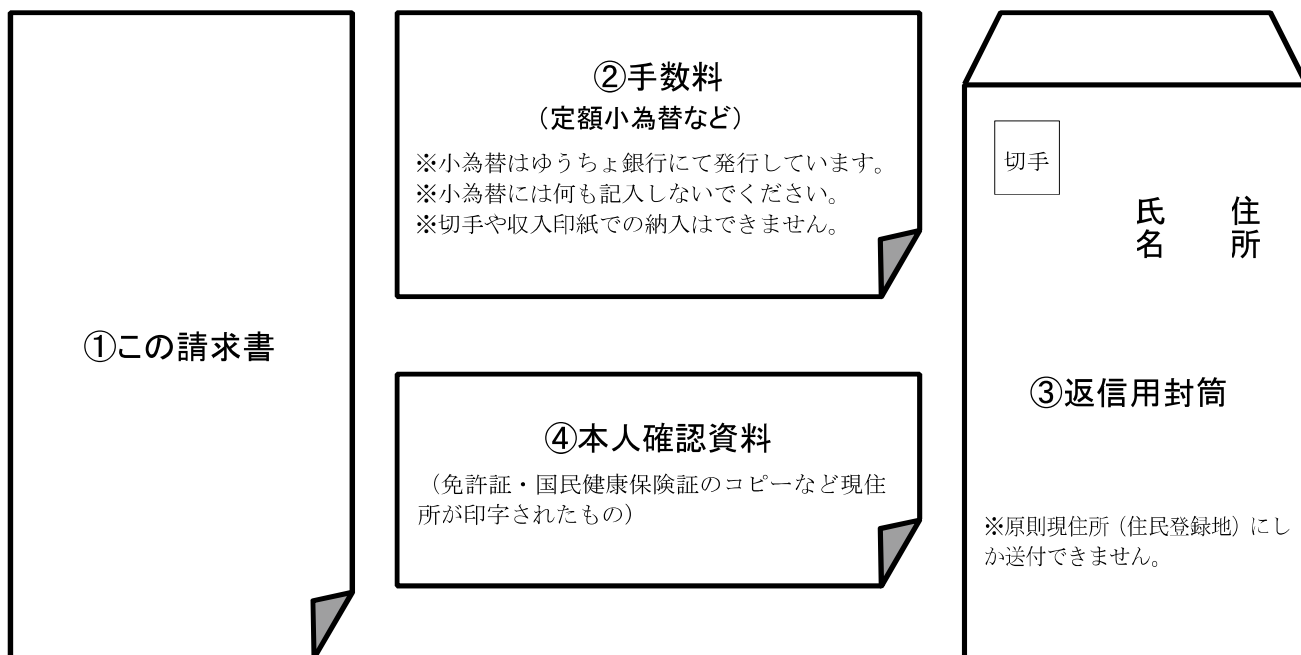 ①この請求書
②手数料
（定額小為替など）
※小為替はゆうちょ銀行にて発行しています。
※小為替には何も記入しないでください。
※切手や収入印紙での納入はできません。
④本人確認資料
（免許証・国民健康保険証のコピーなど現住
所が印字されたもの）
切手
住所
氏名
③返信用封筒
※原則現住所（住民登録地）にし
か送付できません。